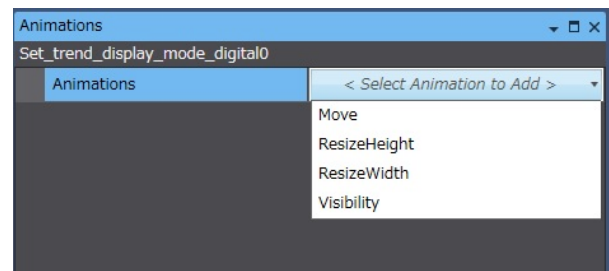 Animations
Set_trend_display_mode_digital0
Animations < Select Animation to Add >
Move
ResizeHeight
ResizeWidth
Visibility